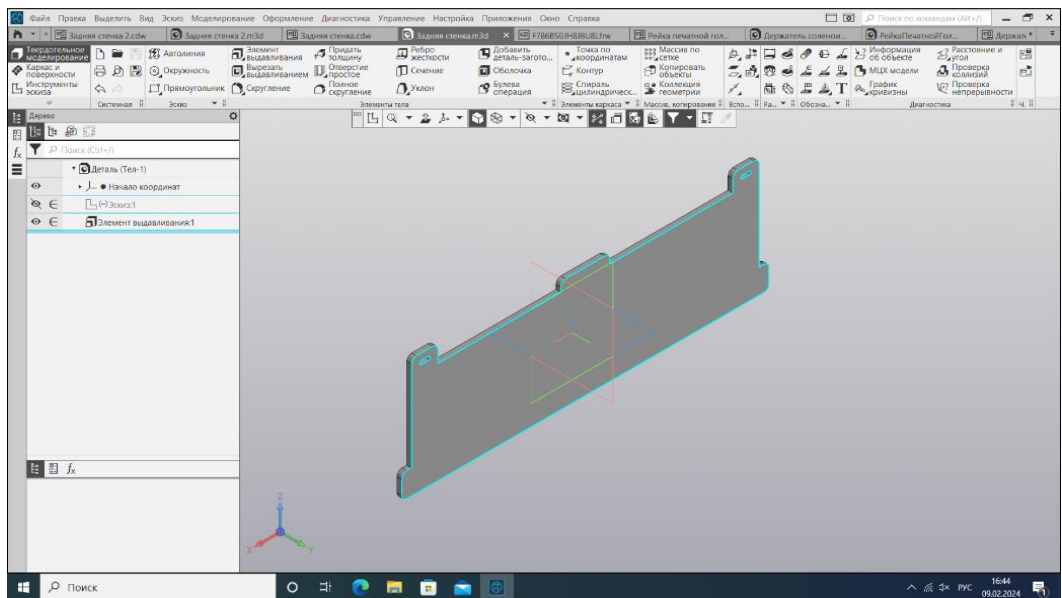 Файл Правка Выделить Вид Эскиз Моделирование Оформление Диагностика Управление Настройка Приложения Окно Справка
Поиск по командам (Alt+/)
Задняя стенка 2.cdw Задняя стенка 2.m3d Задняя стенка.cdw Задняя стенка.m3d Рейка печатной гол... Держатель соленои... РейкаПечатнойГол...
Твердотельное моделирование
Каркас и поверхности
Инструменты эскиза
Системная
Автолиния
Окружность
Прямоугольник
Эскиз
Элемент выдавливания
Вырезать выдавливанием
Скругление
Придать толщину
Отверстие простое
Полное скругление
Ребро жесткости
Сечение
Уклон
Добавить деталь-загото...
Оболочка
Булева операция
Элементы тела
Точка по координатам
Контур
Спираль цилиндричес...
Элементы каркаса
Массив по сетке
Копировать объекты
Коллекция геометрии
Массив, копирование
Вспо...
Ра...
Обозна...
Информация об объекте
МЦХ модели
График кривизны
Расстояние и угол
Проверка коллизий
Проверка непрерывности
Диагностика
Дерево
Поиск (Ctrl+/)
Деталь (Тел-1)
Начало координат
(-)Эскиз:1
Элемент выдавливания:1
Z
X
Y
Поиск
РУС
16:44
09.02.2024